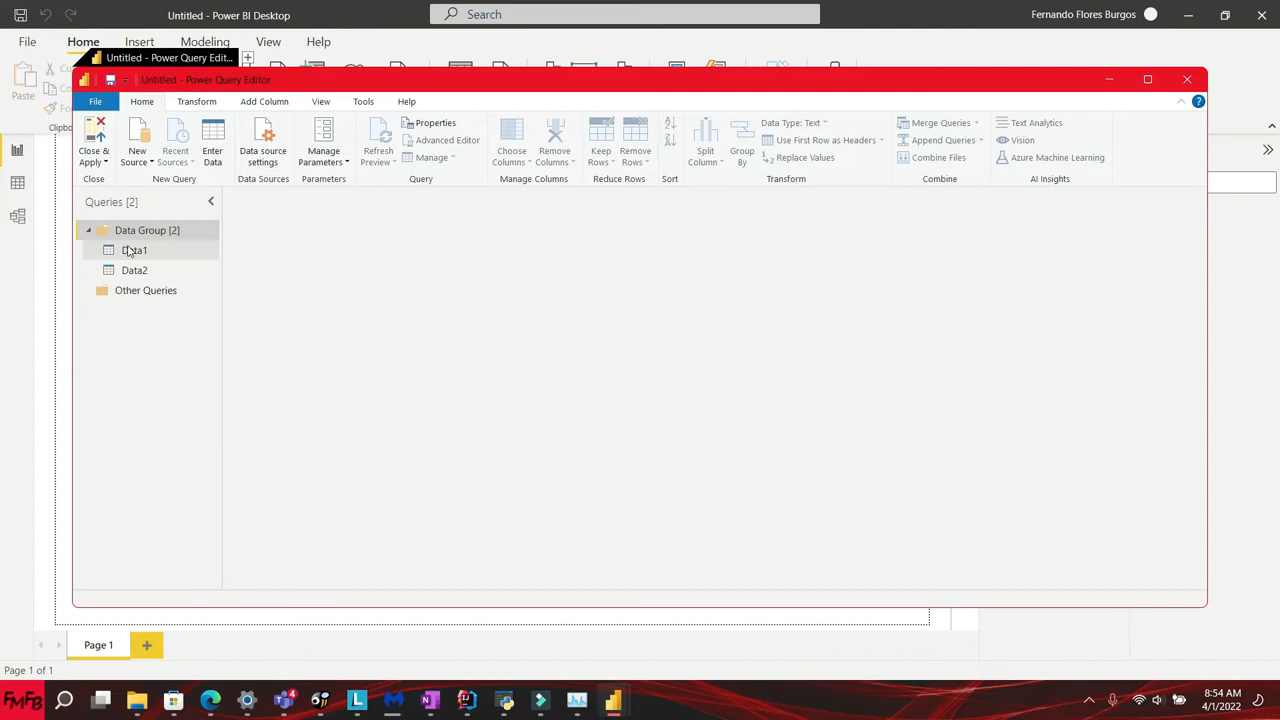 Untitled - Power BI Desktop
Search
Fernando Flores Burgos
File
Home
Insert
Modeling
View
Help
Untitled - Power Query Edit...
Paste
Untitled - Power Query Editor
File
Home
Transform
Add Column
View
Tools
Help
Close & Apply
New Source
Recent Sources
Enter Data
Data source settings
Manage Parameters
Refresh Preview
Properties
Advanced Editor
Manage
Choose Columns
Remove Columns
Keep Rows
Remove Rows
Split Column
Group By
Data Type: Text
Use First Row as Headers
Replace Values
Merge Queries
Append Queries
Combine Files
Text Analytics
Vision
Azure Machine Learning
Close
New Query
Data Sources
Parameters
Query
Manage Columns
Reduce Rows
Sort
Transform
Combine
AI Insights
Queries [2]
Data Group [2]
Data1
Data2
Other Queries
Page 1
Page 1 of 1
FMFB
4
8:54 AM
4/1/2022